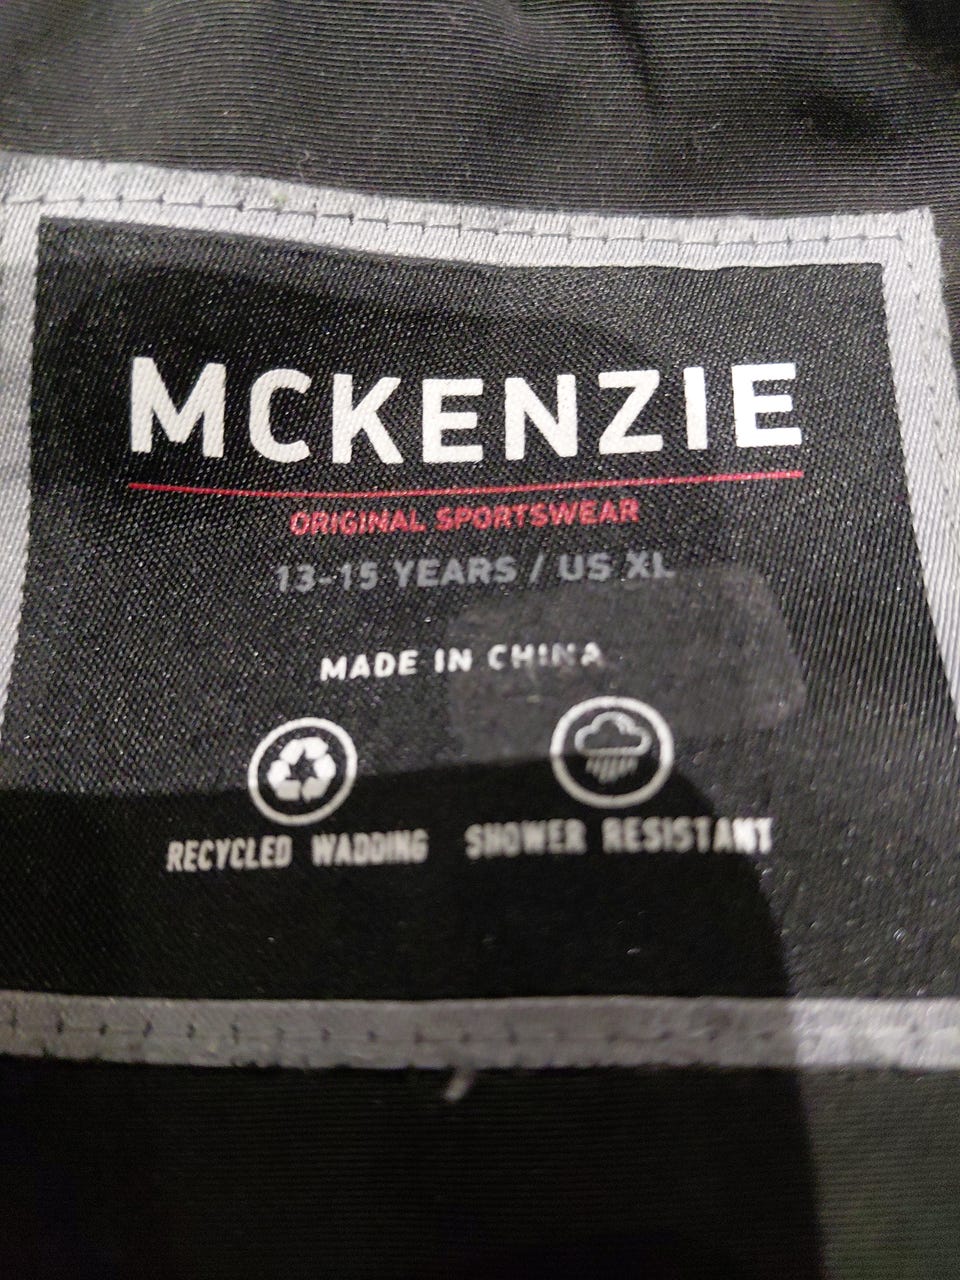 MCKENZIE
ORIGINAL SPORTSWEAR
13-15 YEARS / US XL
MADE IN CHINA
RECYCLED WADDING SHOWER RESISTANT